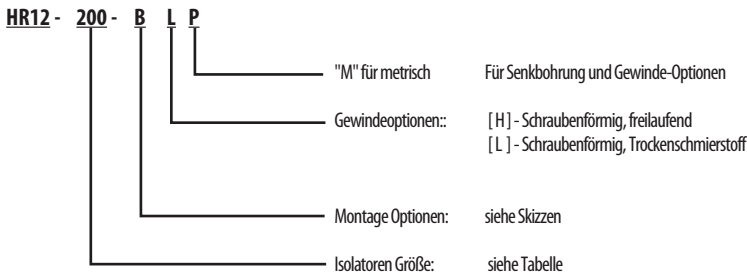 HR12 - 200 - B L P
"M" für metrisch Für Senkbohrung und Gewinde-Optionen
Gewindeoptionen:: [ H ] - Schraubenförmig, freilaufend
[ L ] - Schraubenförmig, Trockenschmierstoff
Montage Optionen: siehe Skizzen
Isolatoren Größe: siehe Tabelle